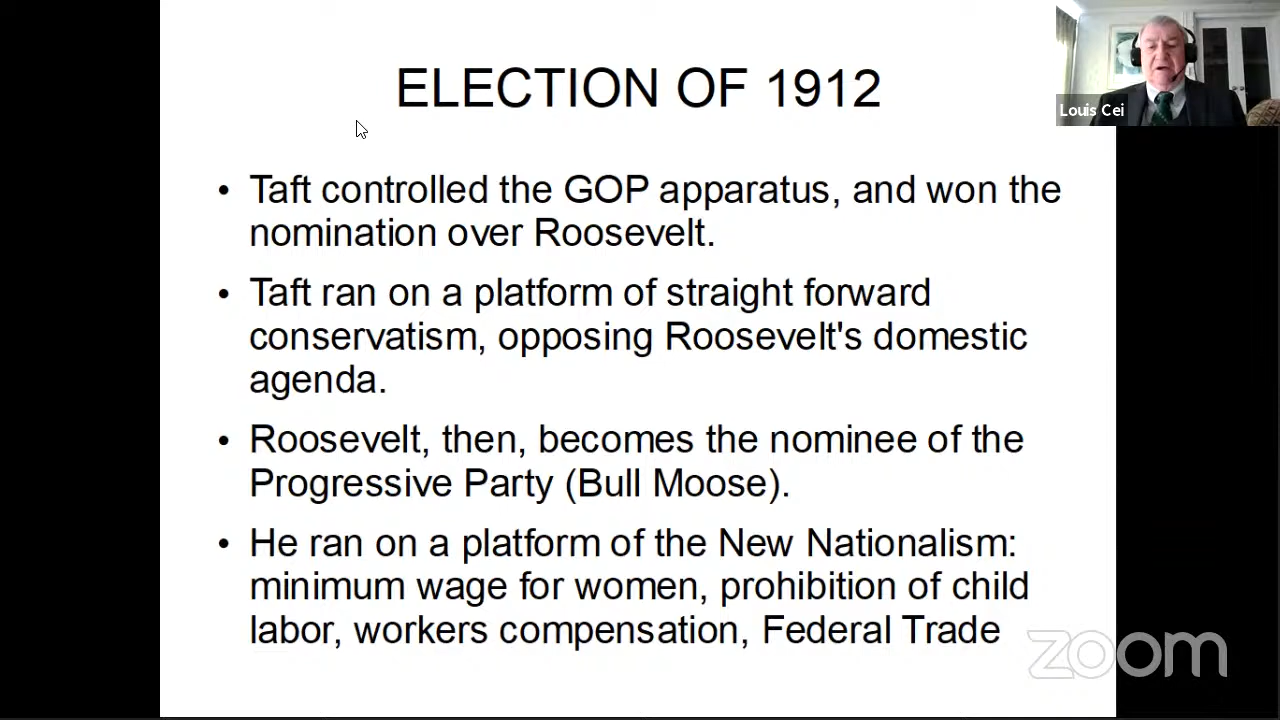 ELECTION OF 1912
Louis Cei
• Taft controlled the GOP apparatus, and won the
nomination over Roosevelt.
• Taft ran on a platform of straight forward
conservatism, opposing Roosevelt's domestic
agenda.
• Roosevelt, then, becomes the nominee of the
Progressive Party (Bull Moose).
• He ran on a platform of the New Nationalism:
minimum wage for women, prohibition of child
labor, workers compensation, Federal Trade
zoom